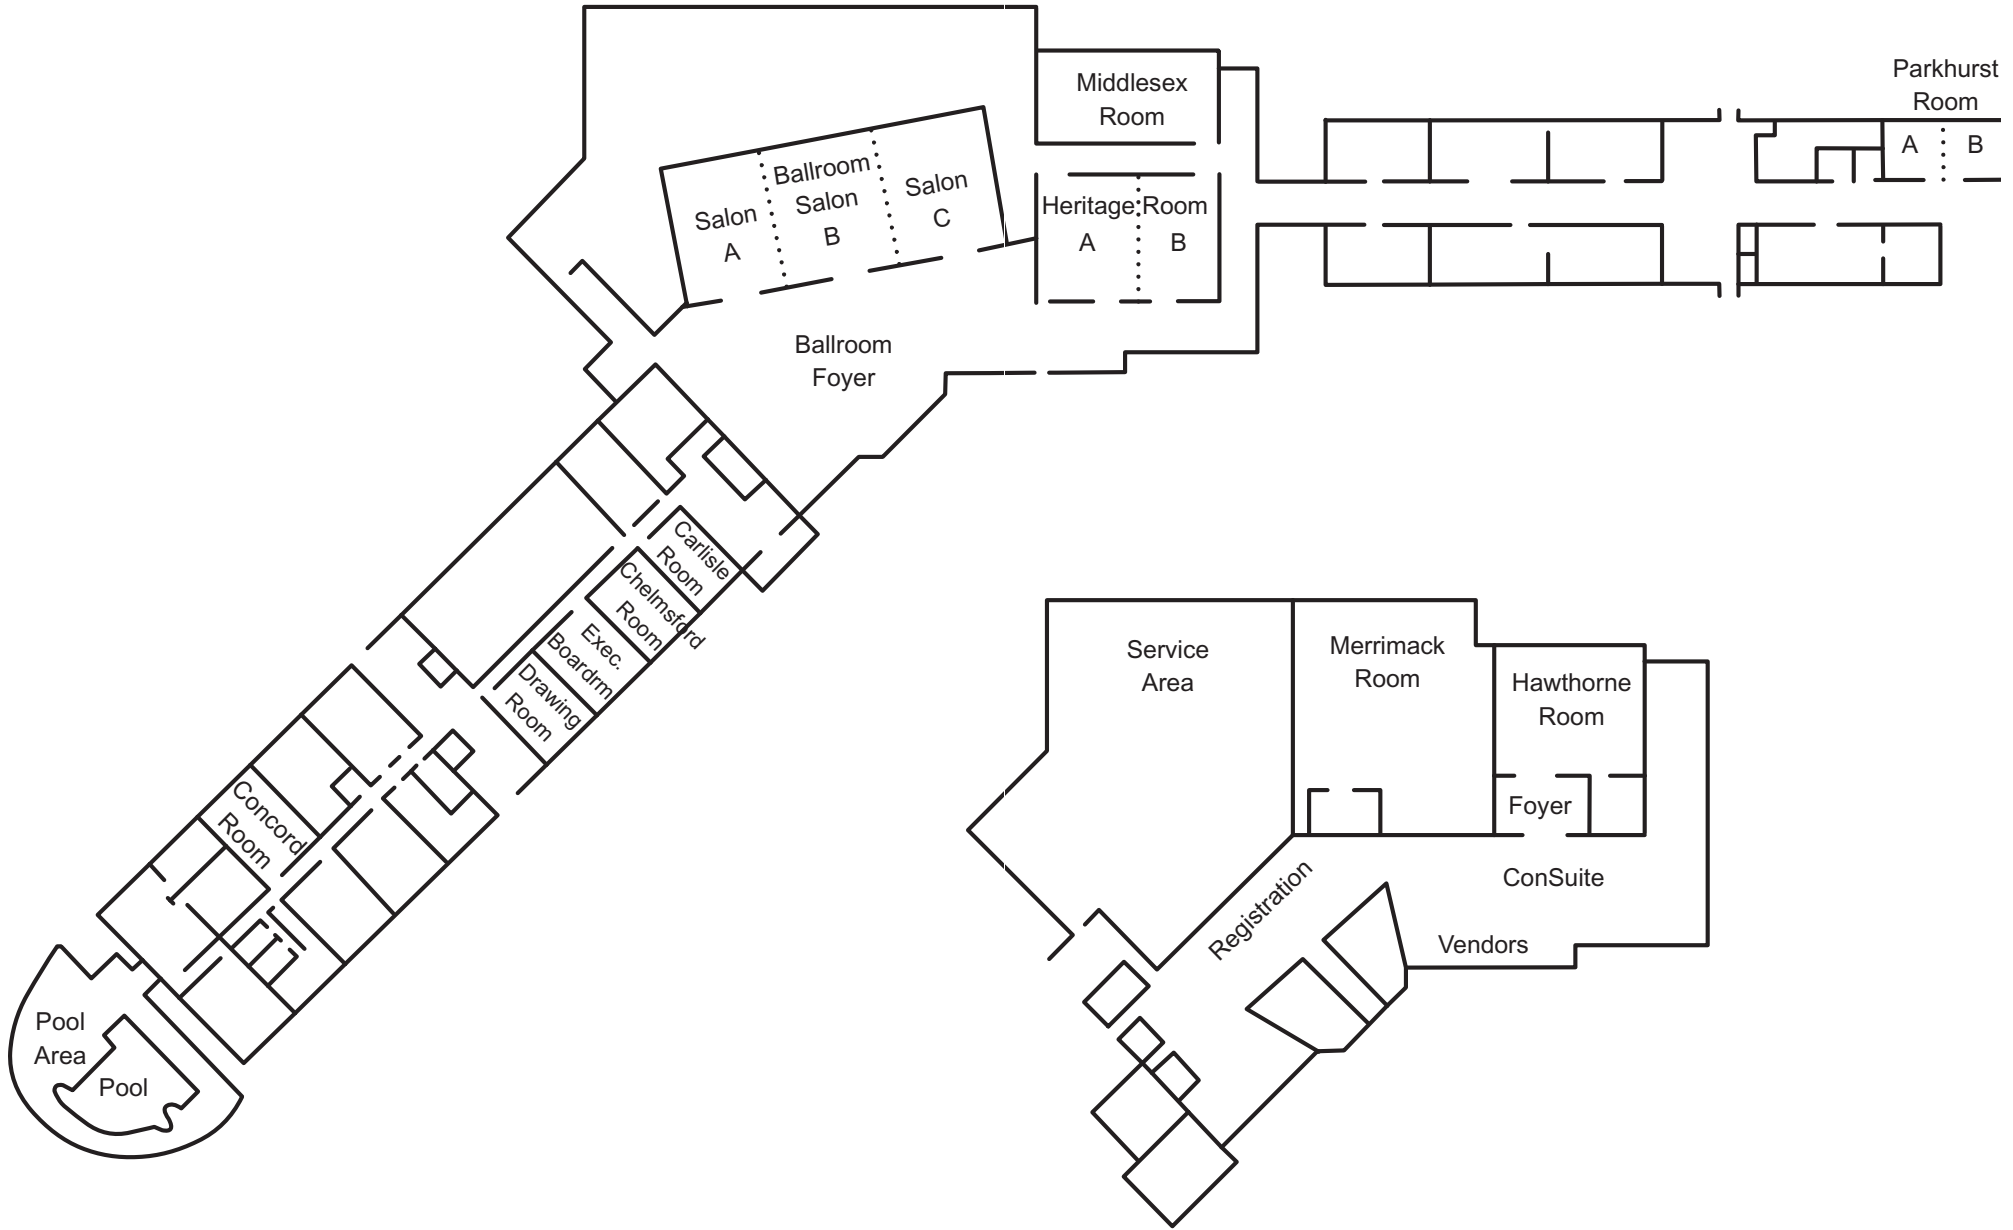 Parkhurst
Room
A
B
Middlesex
Room
Ballroom
Salon
B
Salon
A
Salon
C
Heritage Room
A
B
Ballroom
Foyer
Carlisle
Room
Chelmsford
Room
Exec.
Boardrm
Drawing
Room
Concord
Room
Pool
Area
Pool
Service
Area
Merrimack
Room
Hawthorne
Room
Foyer
ConSuite
Registration
Vendors